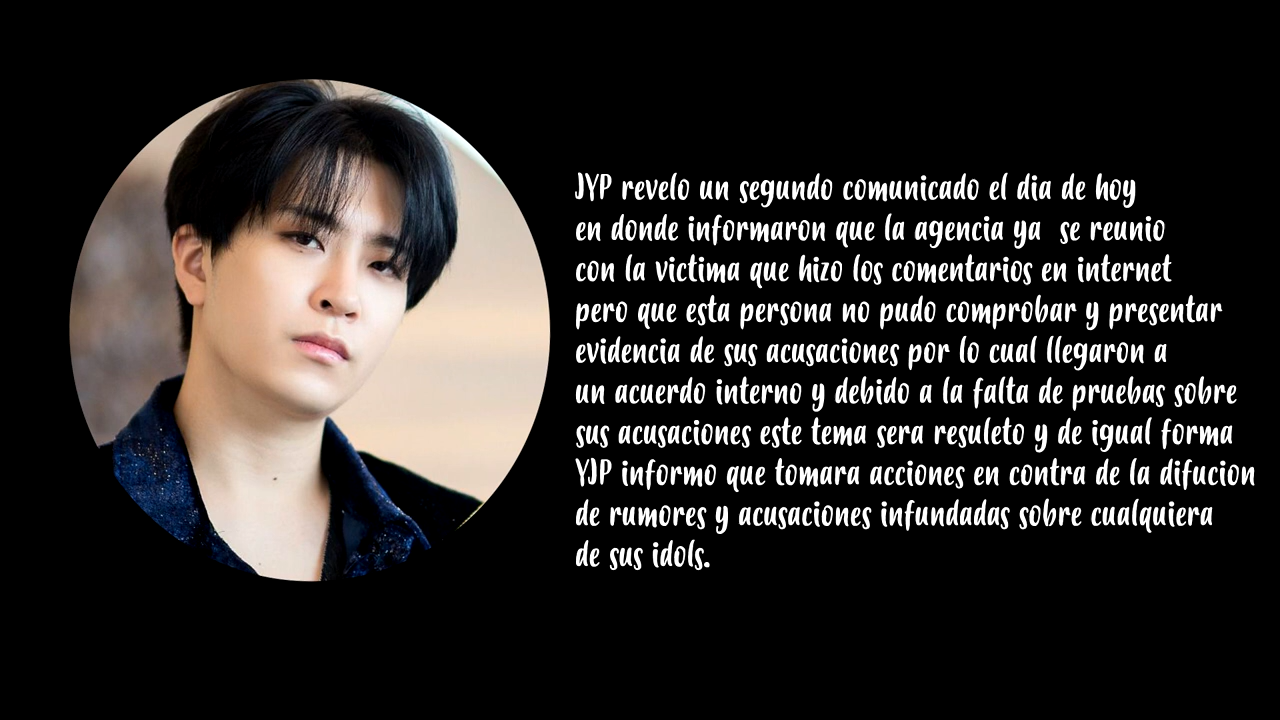 JYP revelo un segundo comunicado el dia de hoy
en donde informaron que la agencia ya  se reunio
con la victima que hizo los comentarios en internet
pero que esta persona no pudo comprobar y presentar
evidencia de sus acusaciones por lo cual llegaron a
un acuerdo interno y debido a la falta de pruebas sobre
sus acusaciones este tema sera resuleto y de igual forma
YJP informo que tomara acciones en contra de la difucion
de rumores y acusaciones infundadas sobre cualquiera
de sus idols.